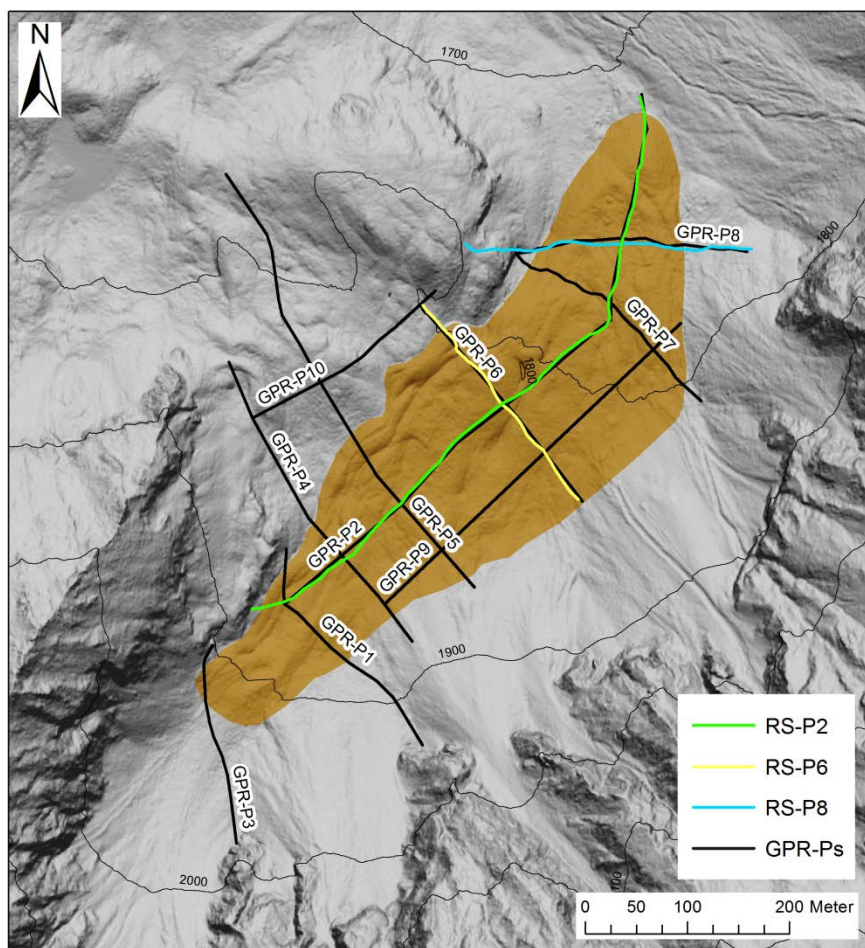 N
1700
1800
GPR-P8
GPR-P7
GPR-P6
1800
GPR-P10
GPR-P4
GPR-P5
GPR-P2
GPR-P9
GPR-P1
1900
GPR-P3
2000
RS-P2
RS-P6
RS-P8
GPR-Ps
0 50 100 200 Meter